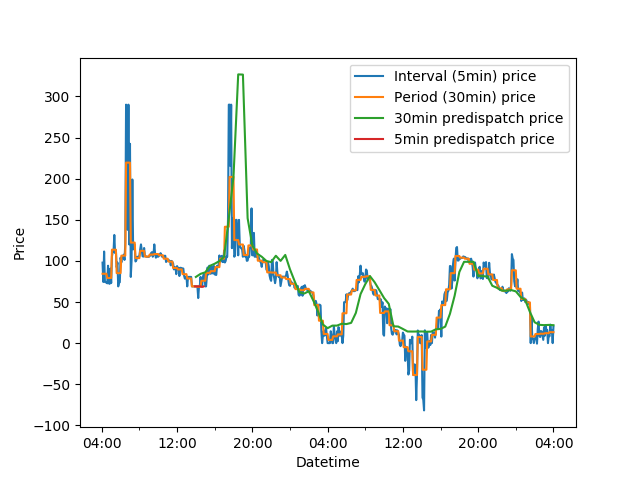 Interval (5min) price
Period (30min) price
30min predispatch price
5min predispatch price
300
250
200
150
100
50
0
−50
−100
Price
04:00 12:00 20:00 04:00 12:00 20:00 04:00
Datetime